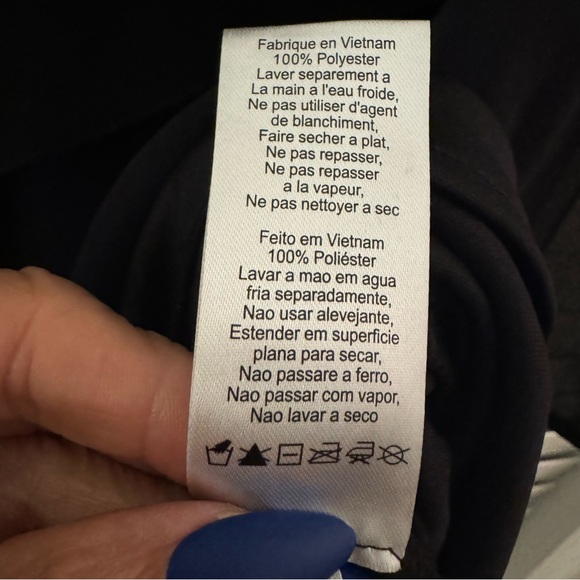 Fabrique en Vietnam
100% Polyester
Laver separement a
La main a l'eau froide,
Ne pas utiliser d'agent
de blanchiment,
Faire secher a plat,
Ne pas repasser,
Ne pas repasser
a la vapeur,
Ne pas nettoyer a sec
Feito em Vietnam
100% Poliéster
Lavar a mao em agua
fria separadamente,
Nao usar alevejante,
Estender em superficie
plana para secar,
Nao passare a ferro,
Nao passar com vapor,
Nao lavar a seco